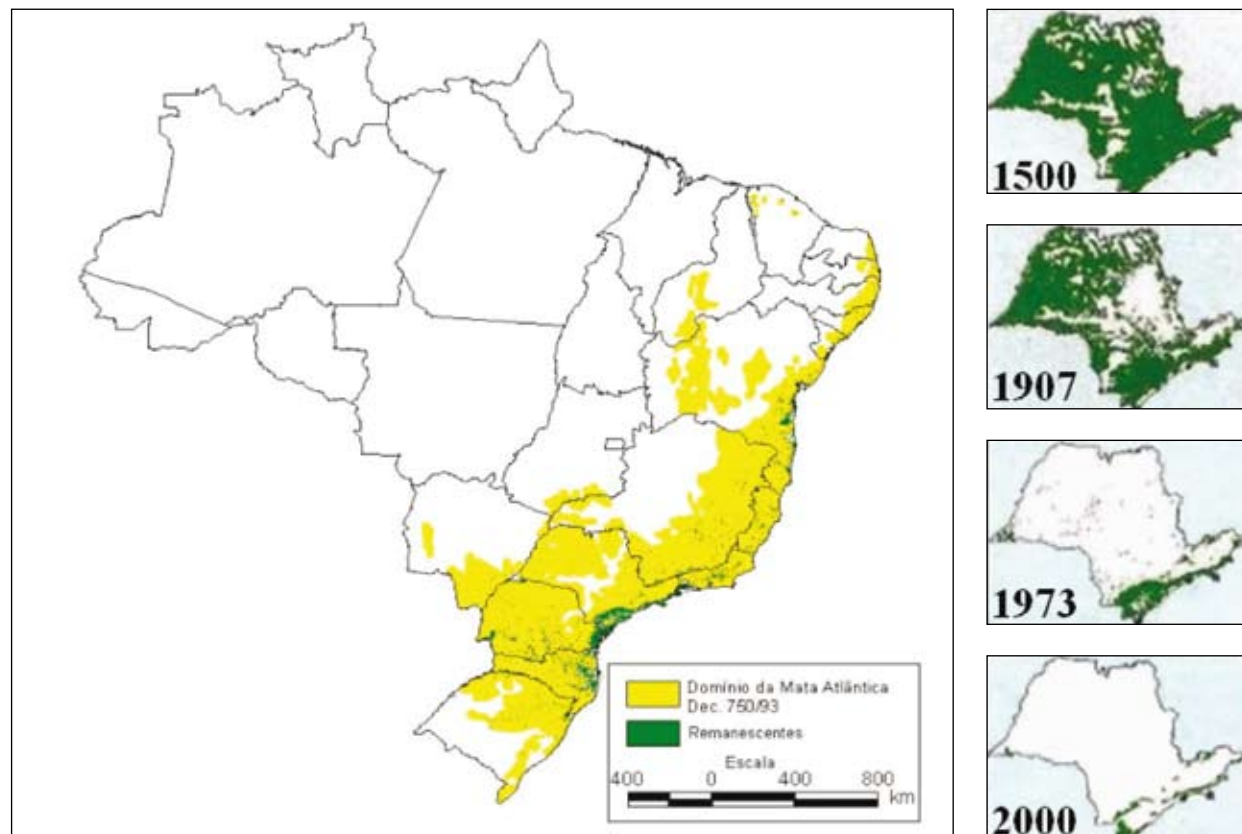 Domínio da Mata Atlântica
Dec. 750/93
Remanescentes
Escala
400 0 400 800
km
1500
1907
1973
2000